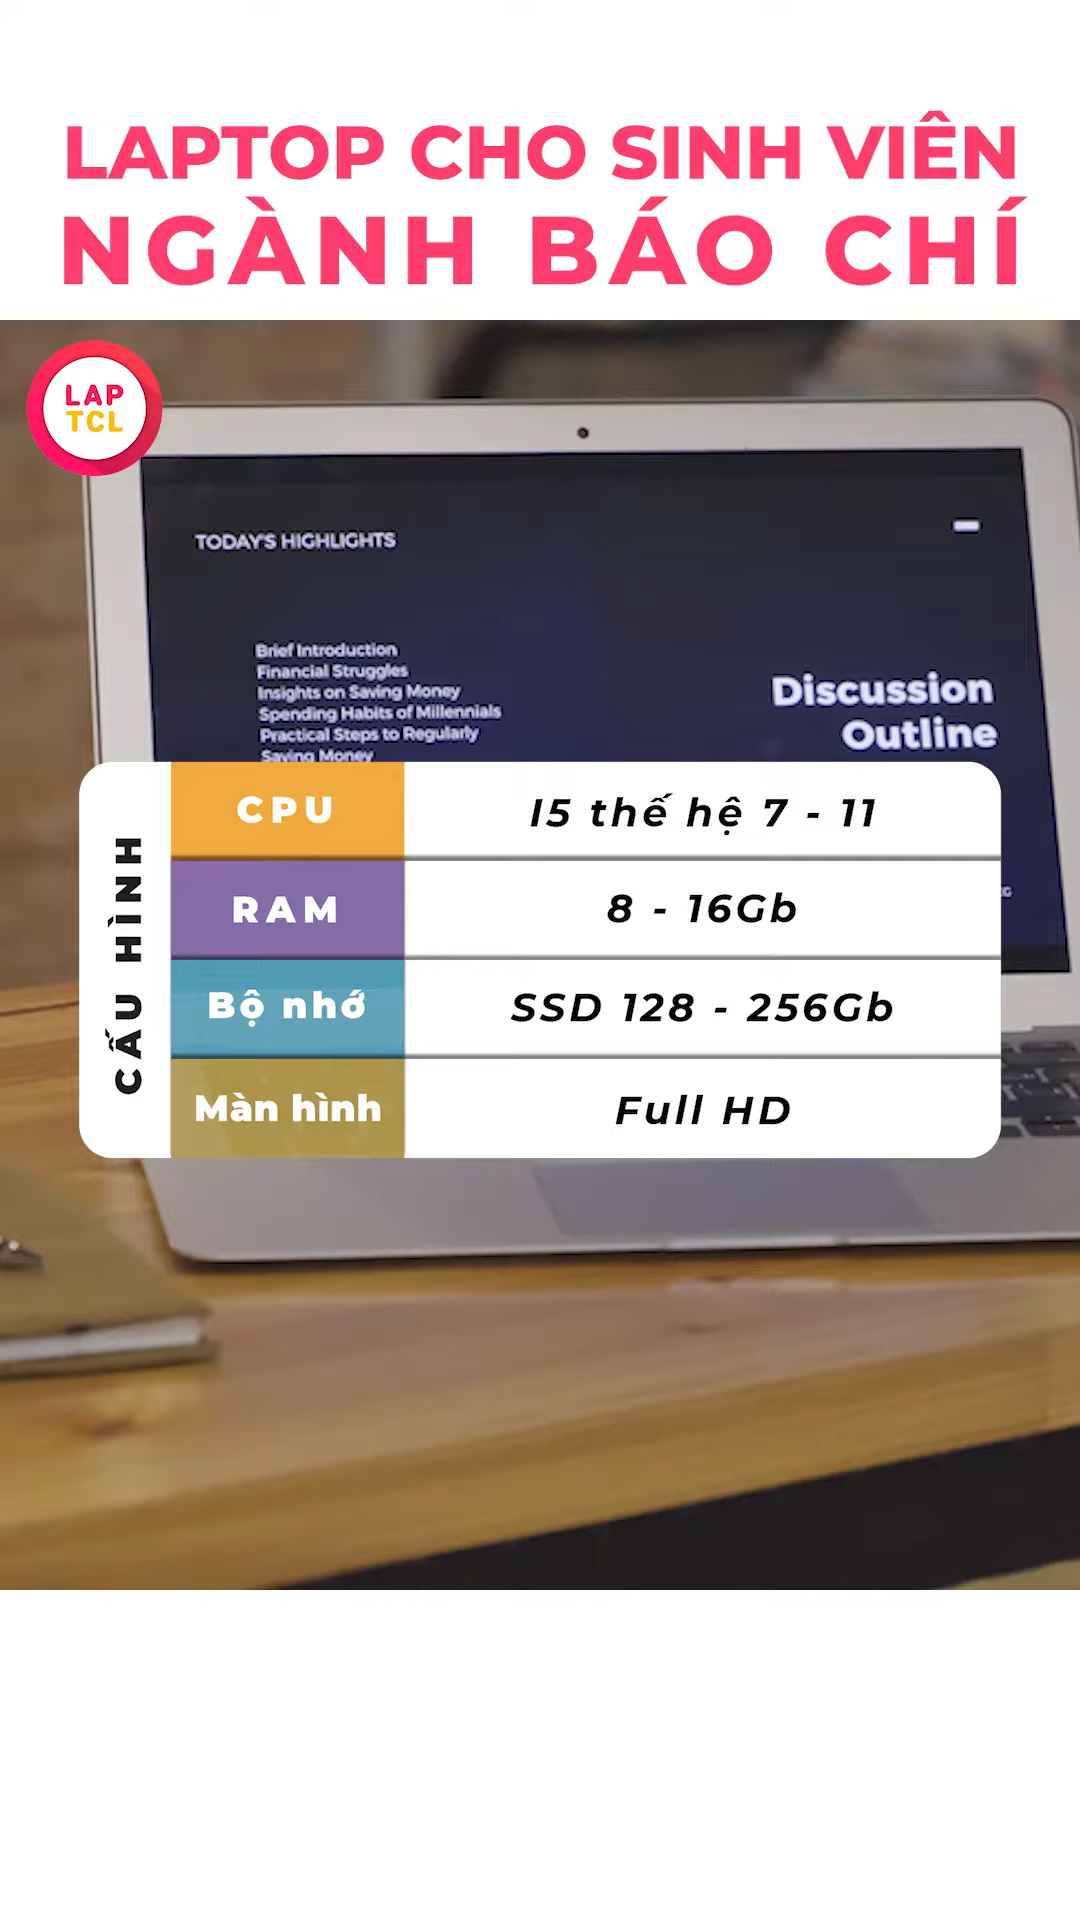 LAPTOP CHO SINH VIÊN
NGÀNH BÁO CHÍ
LAP
TCL
TODAY'S HIGHLIGHTS
Brief Introduction
Financial Struggles
Insights on Saving Money
Spending Habits of Millennials
Practical Steps to Regularly
Saving Money
Discussion
Outline
CẤU HÌNH
CPU
I5 thế hệ 7 - 11
RAM
8 - 16Gb
Bộ nhớ
SSD 128 - 256Gb
Màn hình
Full HD